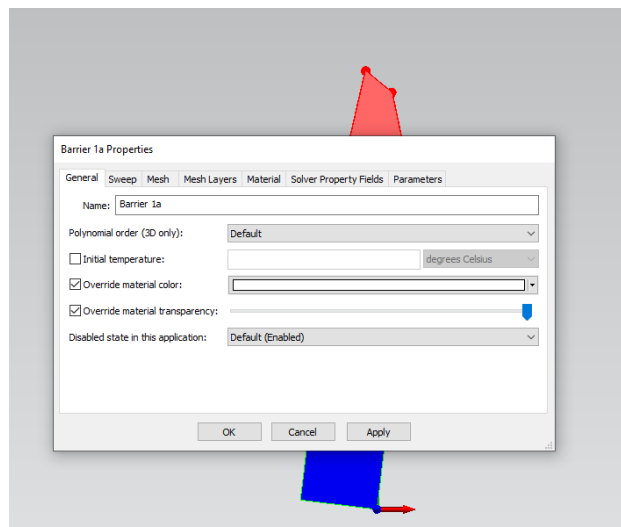 Barrier 1a Properties
General Sweep Mesh Mesh Layers Material Solver Property Fields Parameters
Name: Barrier 1a
Polynomial order (3D only): Default
Initial temperature: degrees Celsius
Override material color:
Override material transparency:
Disabled state in this application: Default (Enabled)
OK Cancel Apply